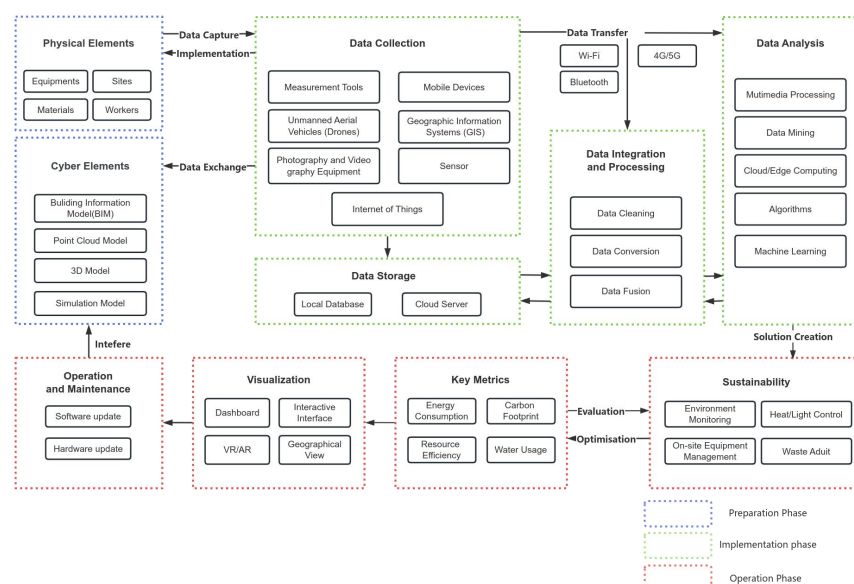 Physical Elements
Equipments
Sites
Materials
Workers
Data Capture
Implementation
Data Collection
Measurement Tools
Mobile Devices
Unmanned Aerial
Vehicles (Drones)
Geographic Information
Systems (GIS)
Photography and Video
graphy Equipment
Sensor
Internet of Things
Data Transfer
Wi-Fi
4G/5G
Bluetooth
Data Analysis
Mutimedia Processing
Data Mining
Cloud/Edge Computing
Algorithms
Machine Learning
Cyber Elements
Buliding Information
Model(BIM)
Point Cloud Model
3D Model
Simulation Model
Data Exchange
Data Integration
and Processing
Data Cleaning
Data Conversion
Data Fusion
Data Storage
Local Database
Cloud Server
Solution Creation
Intefere
Operation
and Maintenance
Software update
Hardware update
Visualization
Dashboard
Interactive
Interface
VR/AR
Geographical
View
Key Metrics
Energy
Consumption
Carbon
Footprint
Resource
Efficiency
Water Usage
Evaluation
Optimisation
Sustainability
Environment
Monitoring
Heat/Light Control
On-site Equipment
Management
Waste Aduit
Preparation Phase
Implementation phase
Operation Phase